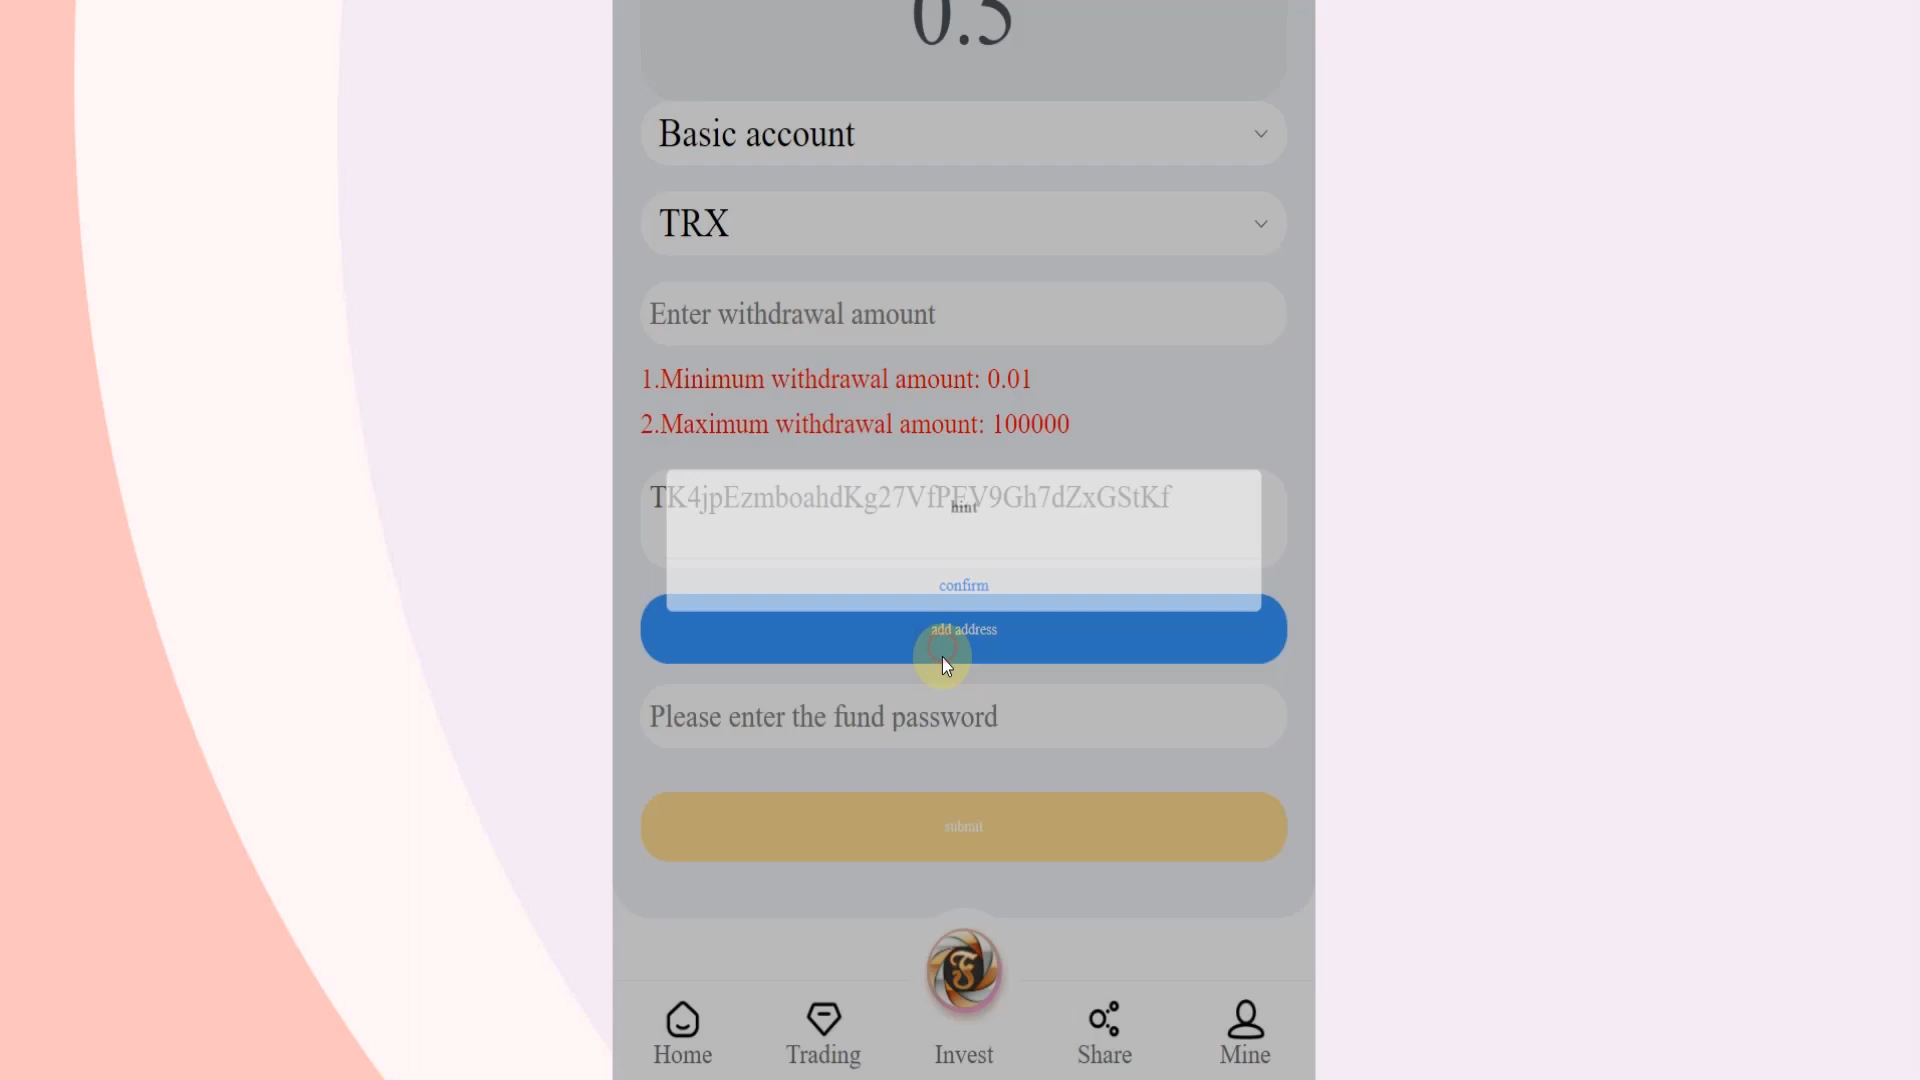 0.5
Basic account
TRX
Enter withdrawal amount
1.Minimum withdrawal amount: 0.01
2.Maximum withdrawal amount: 100000
TK4jpEzmboahdKg27VfPEV9Gh7dZxGStKf
hint
confirm
add address
Please enter the fund password
submit
Home
Trading
Invest
Share
Mine